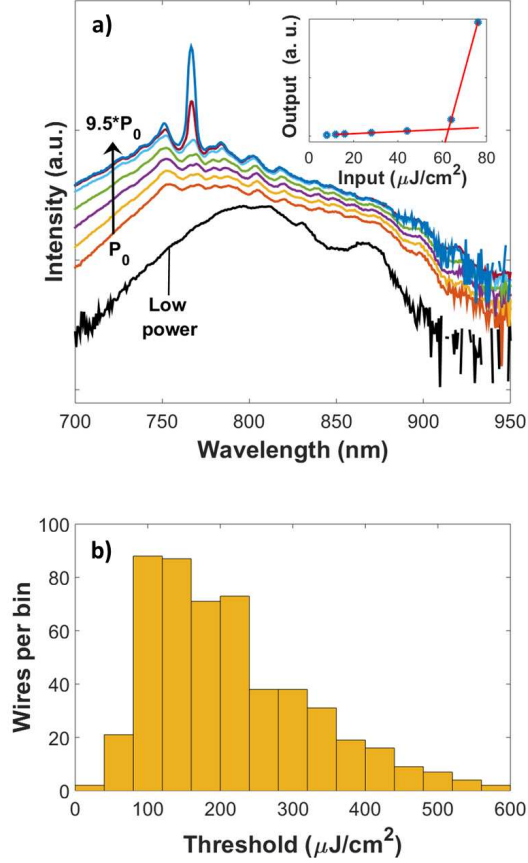 a)
Intensity (a.u.)
9.5*P0
P0
Low
power
700 750 800 850 900 950
Wavelength (nm)
Output (a. u.)
0 20 40 60 80
Input (μJ/cm²)
b)
Wires per bin
100
80
60
40
20
0
0 100 200 300 400 500 600
Threshold (μJ/cm²)